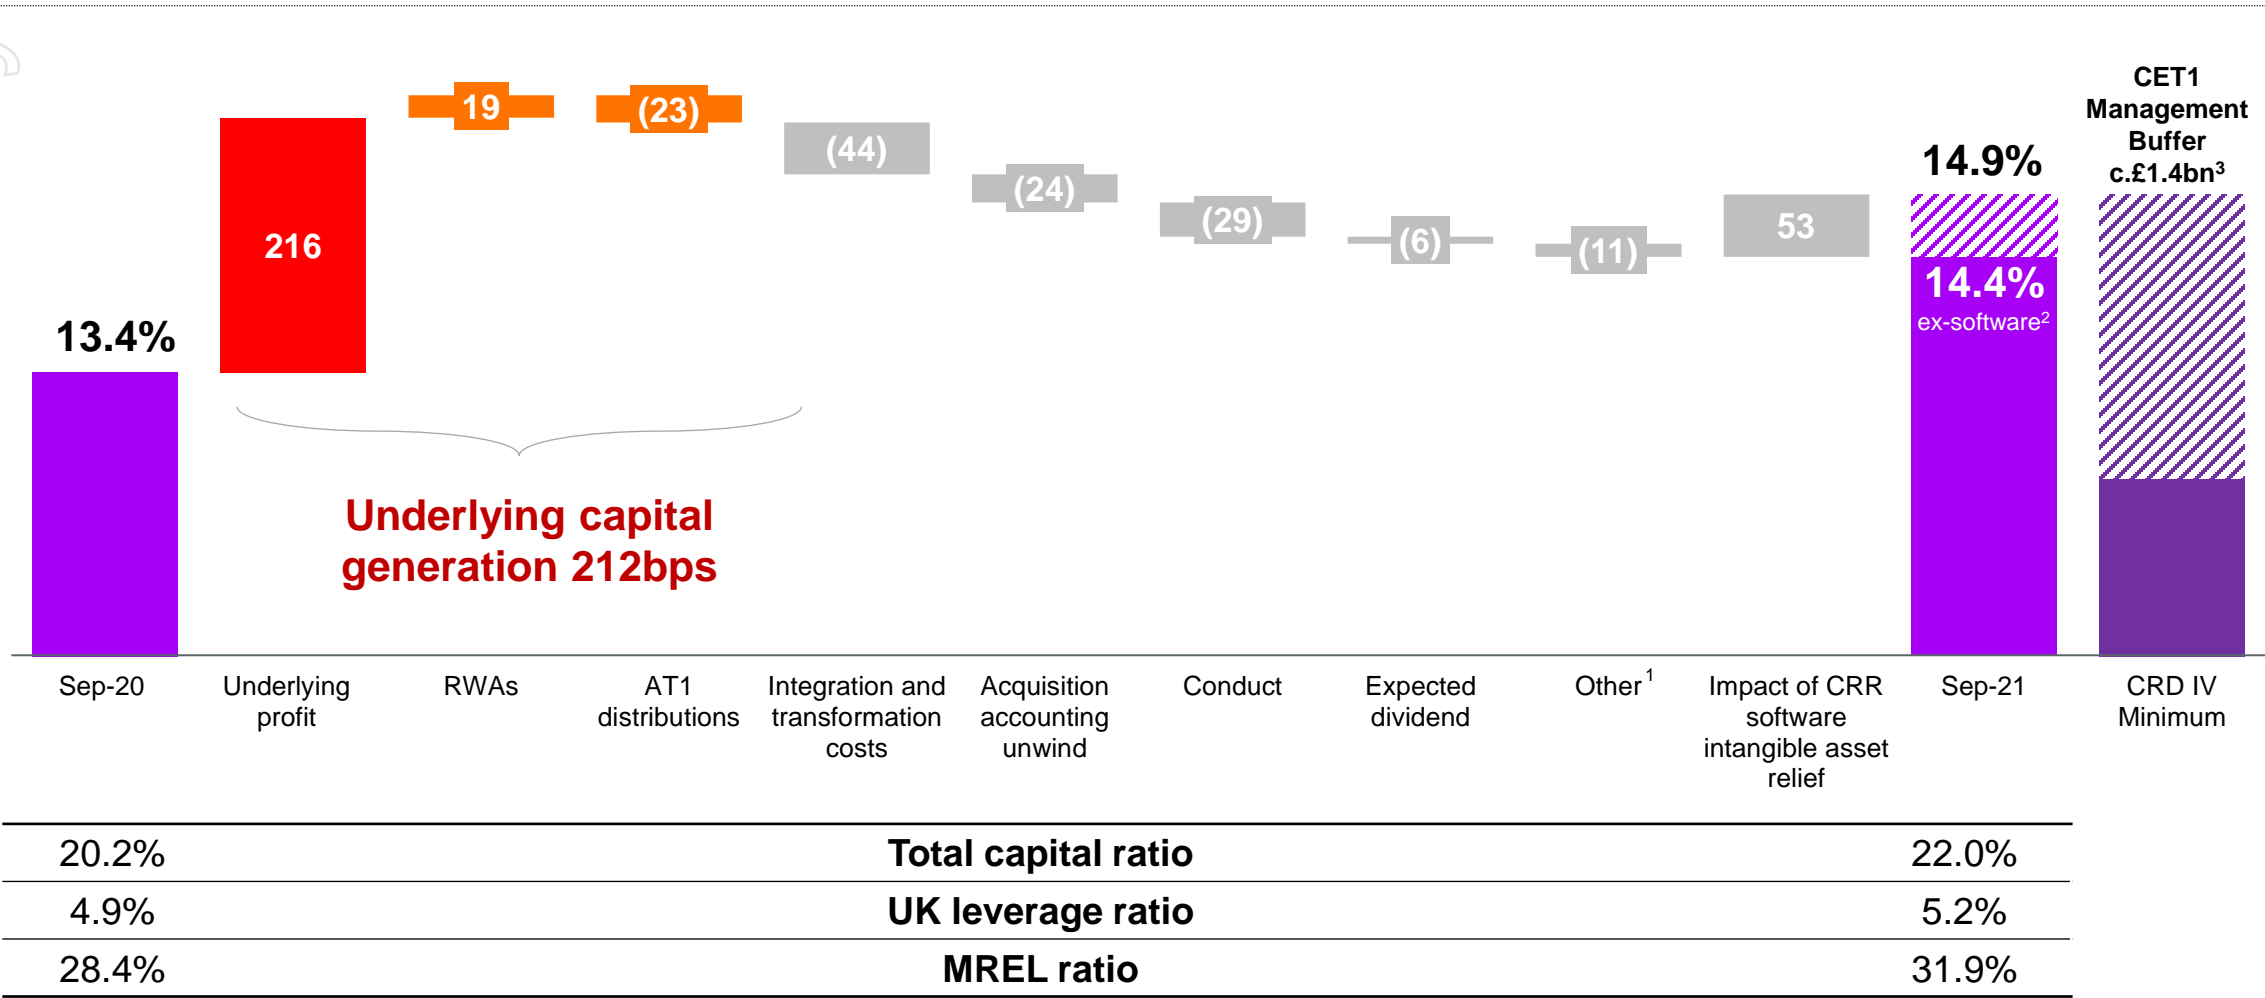 CET1
Management
Buffer
c.£1.4bn³
14.9%
13.4%
216
19
(23)
(44)
(24)
(29)
(6)
(11)
53
14.4%
ex-software²
Underlying capital
generation 212bps
Sep-20
Underlying
profit
RWAs
AT1
distributions
Integration and
transformation
costs
Acquisition
accounting
unwind
Conduct
Expected
dividend
Other¹
Impact of CRR
software
intangible asset
relief
Sep-21
CRD IV
Minimum
20.2% Total capital ratio 22.0%
4.9% UK leverage ratio 5.2%
28.4% MREL ratio 31.9%